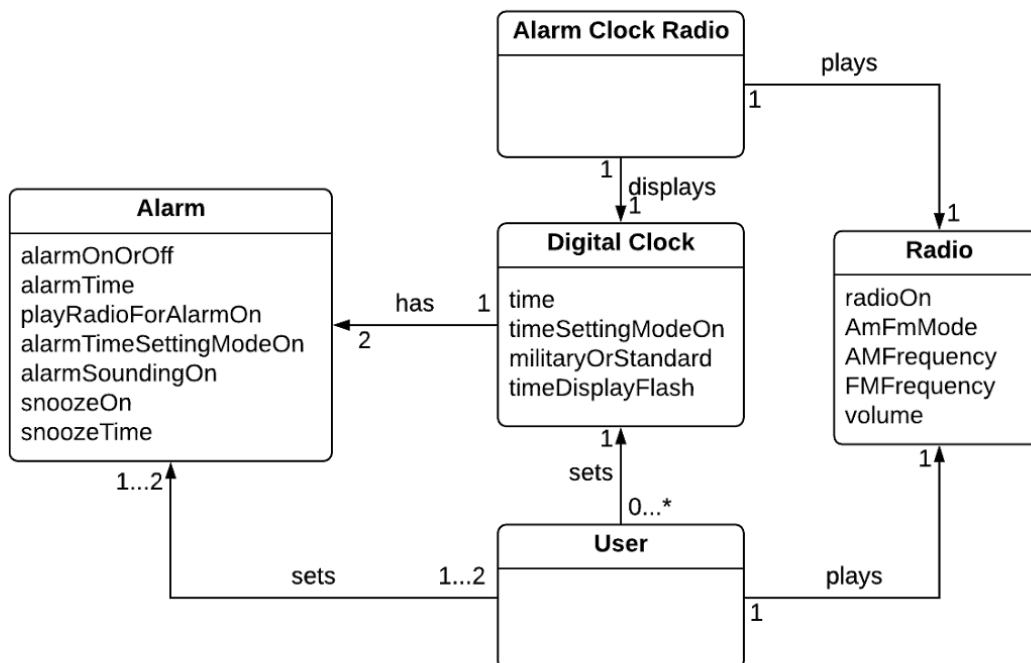 Alarm Clock Radio
plays
1
1
displays
1
1
Alarm
alarmOnOrOff
alarmTime
playRadioForAlarmOn
alarmTimeSettingModeOn
alarmSoundingOn
snoozeOn
snoozeTime
has
1
2
Digital Clock
time
timeSettingModeOn
militaryOrStandard
timeDisplayFlash
Radio
radioOn
AmFmMode
AMFrequency
FMFrequency
volume
1
sets
0...*
1
1...2
sets
1...2
User
plays
1